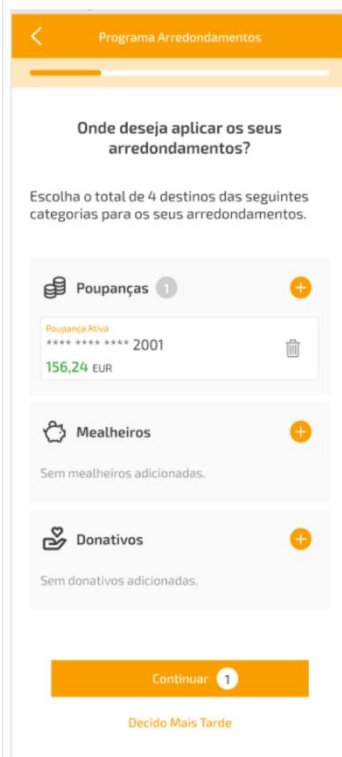 Programa Arredondamentos
Onde deseja aplicar os seus
arredondamentos?
Escolha o total de 4 destinos das seguintes
categorias para os seus arredondamentos.
Poupanças 1
Poupança Ativa
**** **** **** 2001
156,24 EUR
Mealheiros
Sem mealheiros adicionadas.
Donativos
Sem donativos adicionadas.
Continuar 1
Decido Mais Tarde